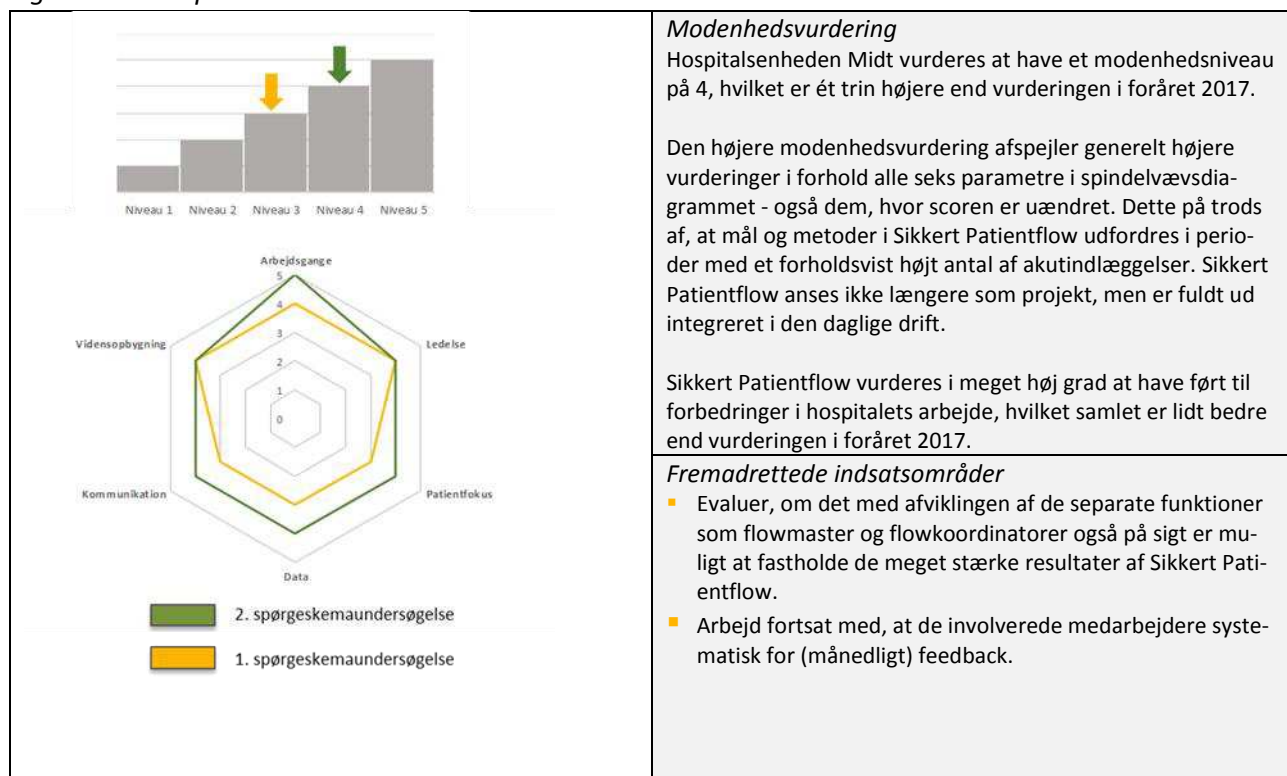 Niveau 1 Niveau 2 Niveau 3 Niveau 4 Niveau 5
Arbejdsgange
5
4
3
2
1
0
Vidensopbygning
Ledelse
Kommunikation
Patientfokus
Data
2. spørgeskemaundersøgelse
1. spørgeskemaundersøgelse
Modenhedsvurdering
Hospitalsenheden Midt vurderes at have et modenhedsniveau
på 4, hvilket er ét trin højere end vurderingen i foråret 2017.
Den højere modenhedsvurdering afspejler generelt højere
vurderinger i forhold alle seks parametre i spindelvævsdia-
grammet - også dem, hvor scoren er uændret. Dette på trods
af, at mål og metoder i Sikkert Patientflow udfordres i perio-
der med et forholdsvist højt antal af akutindlæggelser. Sikkert
Patientflow anses ikke længere som projekt, men er fuldt ud
integreret i den daglige drift.
Sikkert Patientflow vurderes i meget høj grad at have ført til
forbedringer i hospitalets arbejde, hvilket samlet er lidt bedre
end vurderingen i foråret 2017.
Fremadrettede indsatsområder
▪ Evaluer, om det med afviklingen af de separate funktioner
som flowmaster og flowkoordinatorer også på sigt er mu-
ligt at fastholde de meget stærke resultater af Sikkert Pati-
entflow.
▪ Arbejd fortsat med, at de involverede medarbejdere syste-
matisk for (månedligt) feedback.